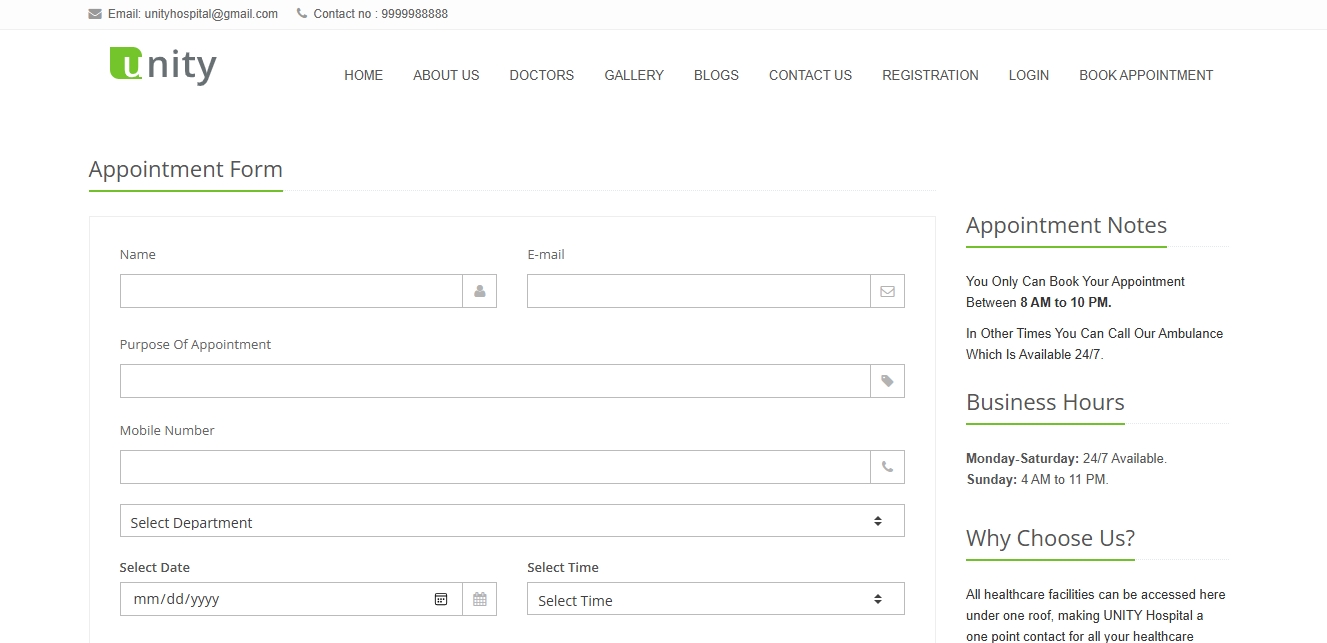 Email: unityhospital@gmail.com Contact no : 9999988888
unity
HOME ABOUT US DOCTORS GALLERY BLOGS CONTACT US REGISTRATION LOGIN BOOK APPOINTMENT
Appointment Form
Name E-mail
Purpose Of Appointment
Mobile Number
Select Department
Select Date Select Time
mm/dd/yyyy Select Time
Appointment Notes
You Only Can Book Your Appointment
Between 8 AM to 10 PM.
In Other Times You Can Call Our Ambulance
Which Is Available 24/7.
Business Hours
Monday-Saturday: 24/7 Available.
Sunday: 4 AM to 11 PM.
Why Choose Us?
All healthcare facilities can be accessed here
under one roof, making UNITY Hospital a
one point contact for all your healthcare